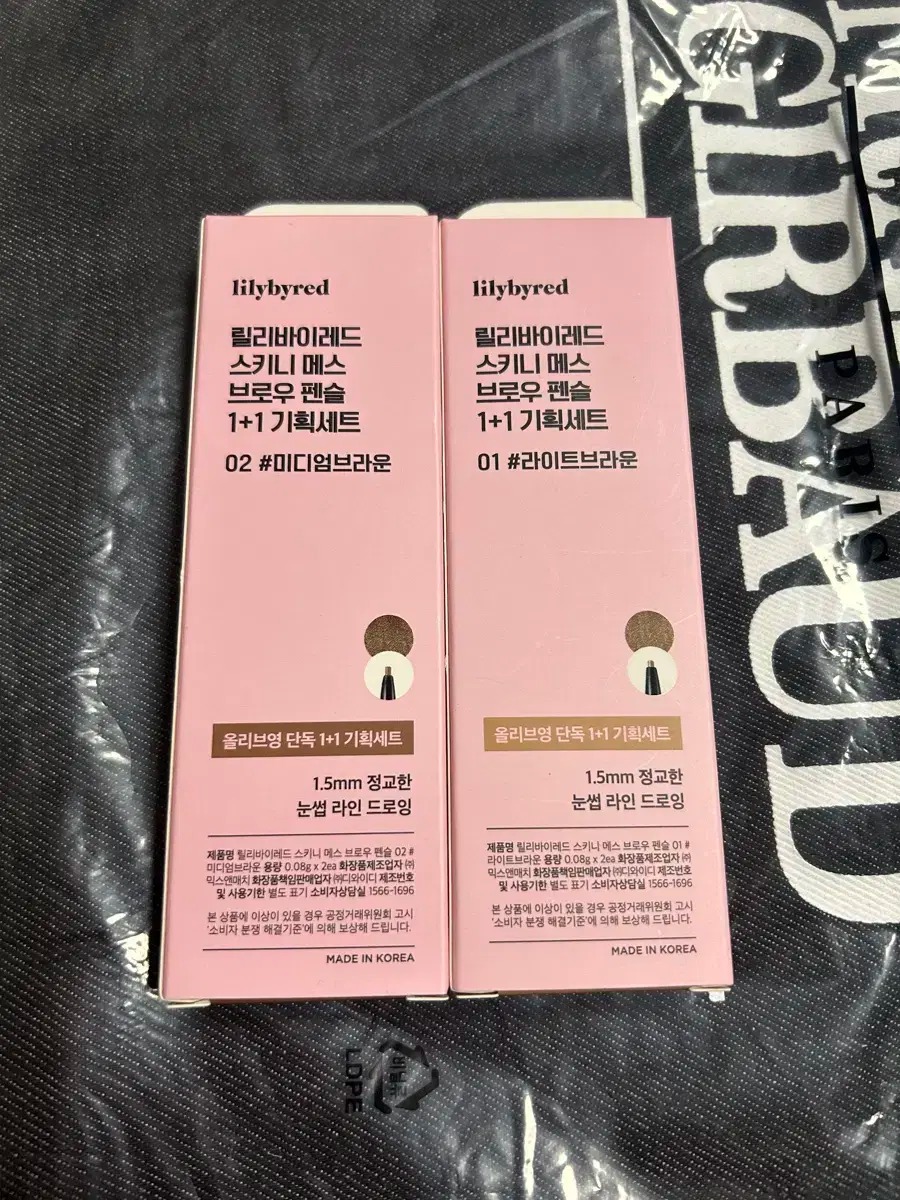 lilybyred
릴리바이레드
스키니 메스
브로우 펜슬
1+1 기획세트
02 #미디엄브라운
올리브영 단독 1+1 기획세트
1.5mm 정교한
눈썹 라인 드로잉
제품명 릴리바이레드 스키니 메스 브로우 펜슬 02 #
미디엄브라운 용량 0.08g x 2ea 화장품제조업자 ㈜
믹스앤매치 화장품책임판매업자 ㈜디와이디 제조번호
및 사용기한 별도 표기 소비자상담실 1566-1696
본 상품에 이상이 있을 경우 공정거래위원회 고시
'소비자 분쟁 해결기준'에 의해 보상해 드립니다.
MADE IN KOREA
lilybyred
릴리바이레드
스키니 메스
브로우 펜슬
1+1 기획세트
01 #라이트브라운
올리브영 단독 1+1 기획세트
1.5mm 정교한
눈썹 라인 드로잉
제품명 릴리바이레드 스키니 메스 브로우 펜슬 01 #
라이트브라운 용량 0.08g x 2ea 화장품제조업자 ㈜
믹스앤매치 화장품책임판매업자 ㈜디와이디 제조번호
및 사용기한 별도 표기 소비자상담실 1566-1696
본 상품에 이상이 있을 경우 공정거래위원회 고시
'소비자 분쟁 해결기준'에 의해 보상해 드립니다.
MADE IN KOREA
GIRBAUD
PARIS
비닐류
LDPE